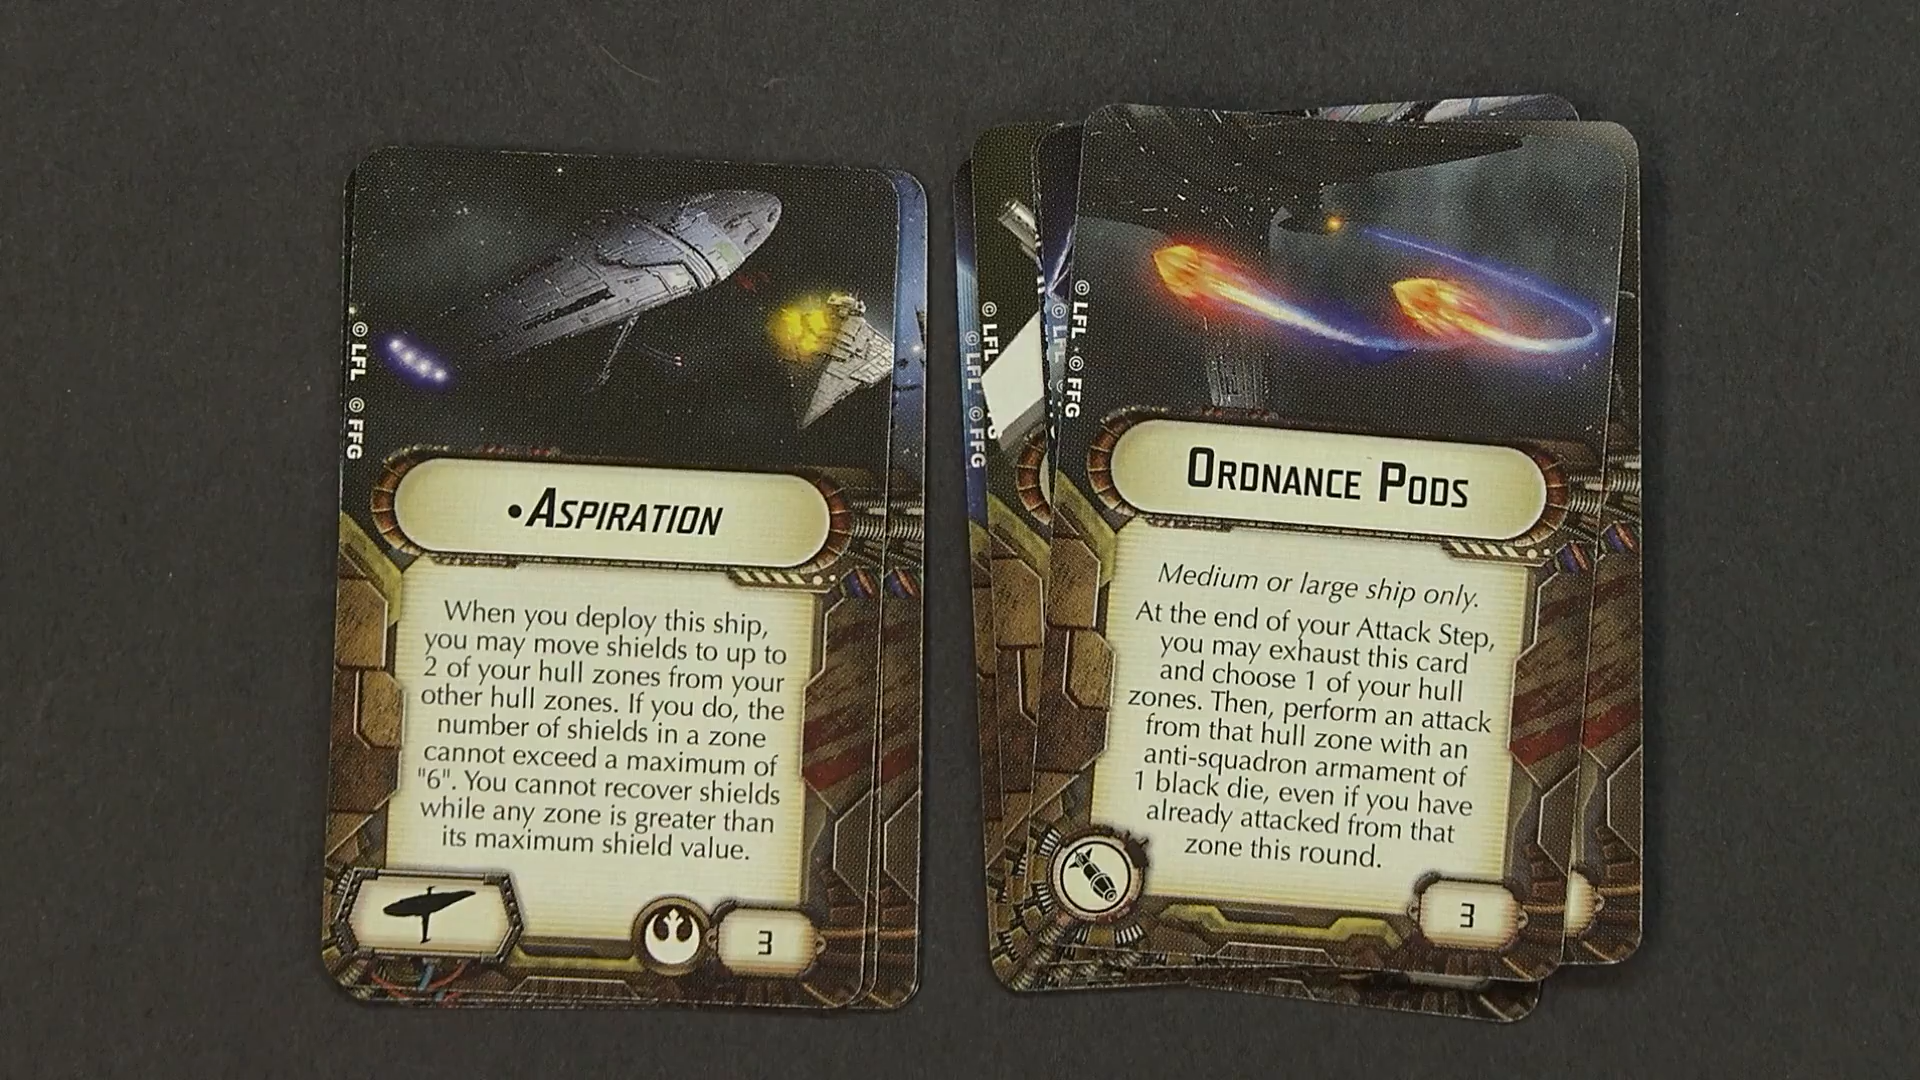 © LFL © FFG
•Aspiration
When you deploy this ship,
you may move shields to up to
2 of your hull zones from your
other hull zones. If you do, the
number of shields in a zone
cannot exceed a maximum of
"6". You cannot recover shields
while any zone is greater than
its maximum shield value.
3
© LFL © FFG
© LFL
© LFL
© LFL © FFG
Ordnance Pods
Medium or large ship only.
At the end of your Attack Step,
you may exhaust this card
and choose 1 of your hull
zones. Then, perform an attack
from that hull zone with an
anti-squadron armament of
1 black die, even if you have
already attacked from that
zone this round.
3